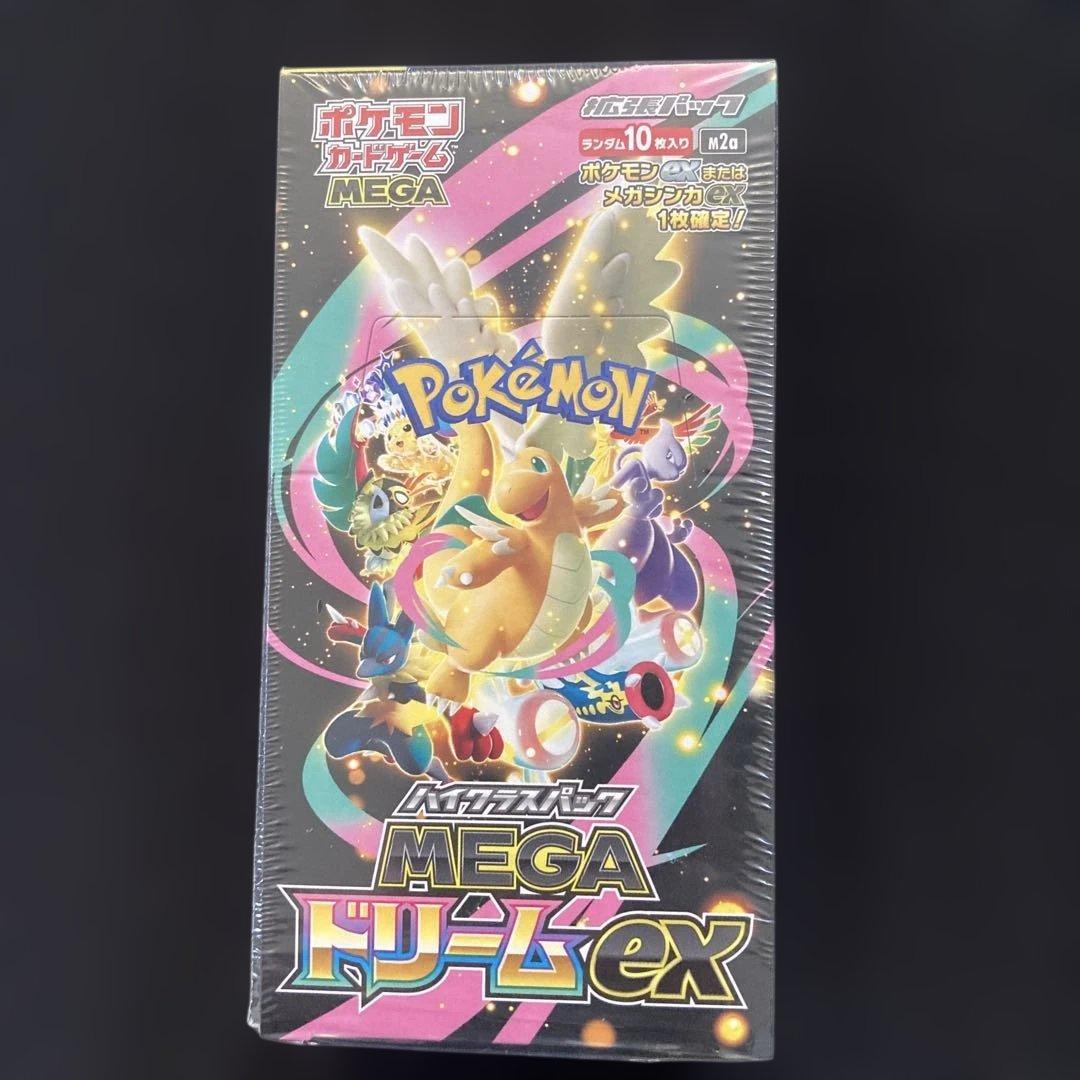 ポケモン
カードゲーム™
MEGA
拡張パック
ランダム10枚入り M2a
ポケモンexまたは
メガシンカex
1枚確定！
POKéMON™
ハイクラスパック
MEGA
ドリームex